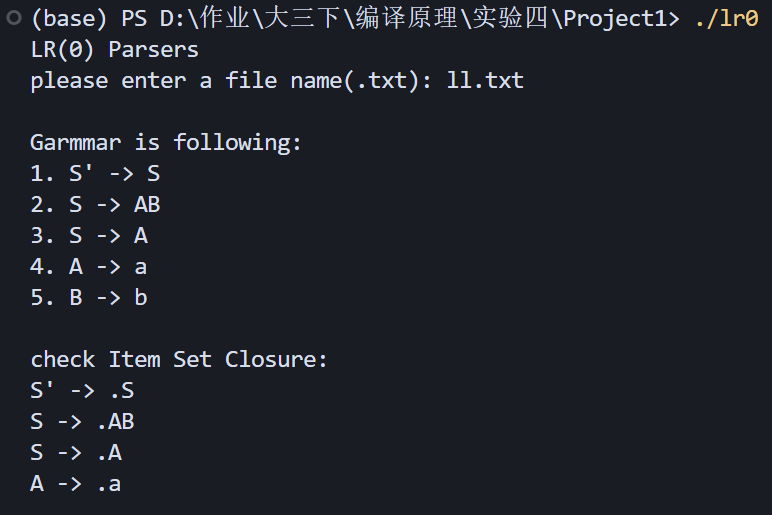 (base) PS D:\作业\大三下\编译原理\实验四\Project1> ./lr0
LR(0) Parsers
please enter a file name(.txt): ll.txt
Garmmar is following:
1. S' -> S
2. S -> AB
3. S -> A
4. A -> a
5. B -> b
check Item Set Closure:
S' -> .S
S -> .AB
S -> .A
A -> .a